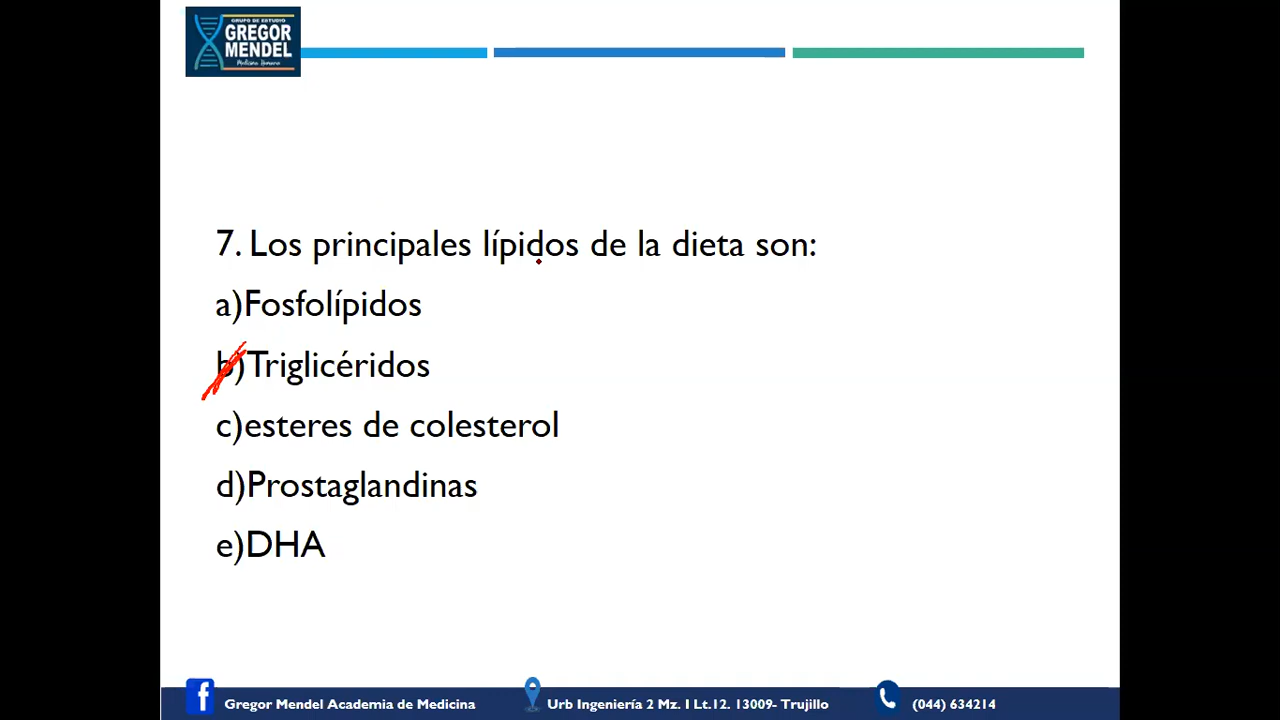 GRUPO DE ESTUDIO
GREGOR
MENDEL
Medicina Humana
7. Los principales lípidos de la dieta son:
a)Fosfolípidos
b)Triglicéridos
c)esteres de colesterol
d)Prostaglandinas
e)DHA
Gregor Mendel Academia de Medicina
Urb Ingeniería 2 Mz. I Lt.12. 13009- Trujillo
(044) 634214